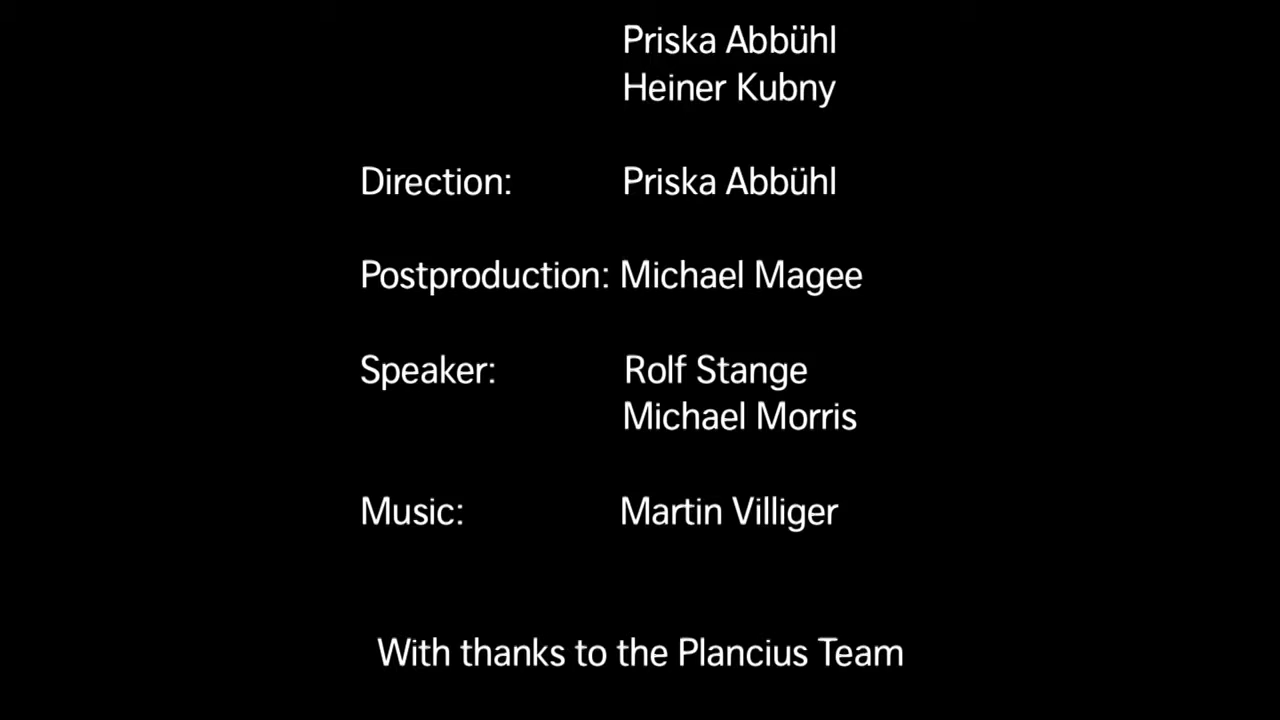 Priska Abbühl
Heiner Kubny
Direction: Priska Abbühl
Postproduction: Michael Magee
Speaker: Rolf Stange
Michael Morris
Music: Martin Villiger
With thanks to the Plancius Team